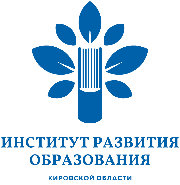 ИНСТИТУТ РАЗВИТИЯ
ОБРАЗОВАНИЯ
КИРОВСКОЙ ОБЛАСТИ